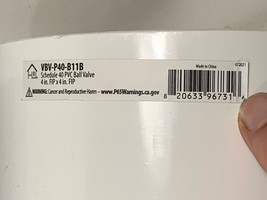 VBV-P40-B11B
Schedule 40 PVC Ball Valve
4 in. FIP x 4 in. FIP
WARNING: Cancer and Reproductive Harm - www.P65Warnings.ca.gov
Made in China
8 20633 96731